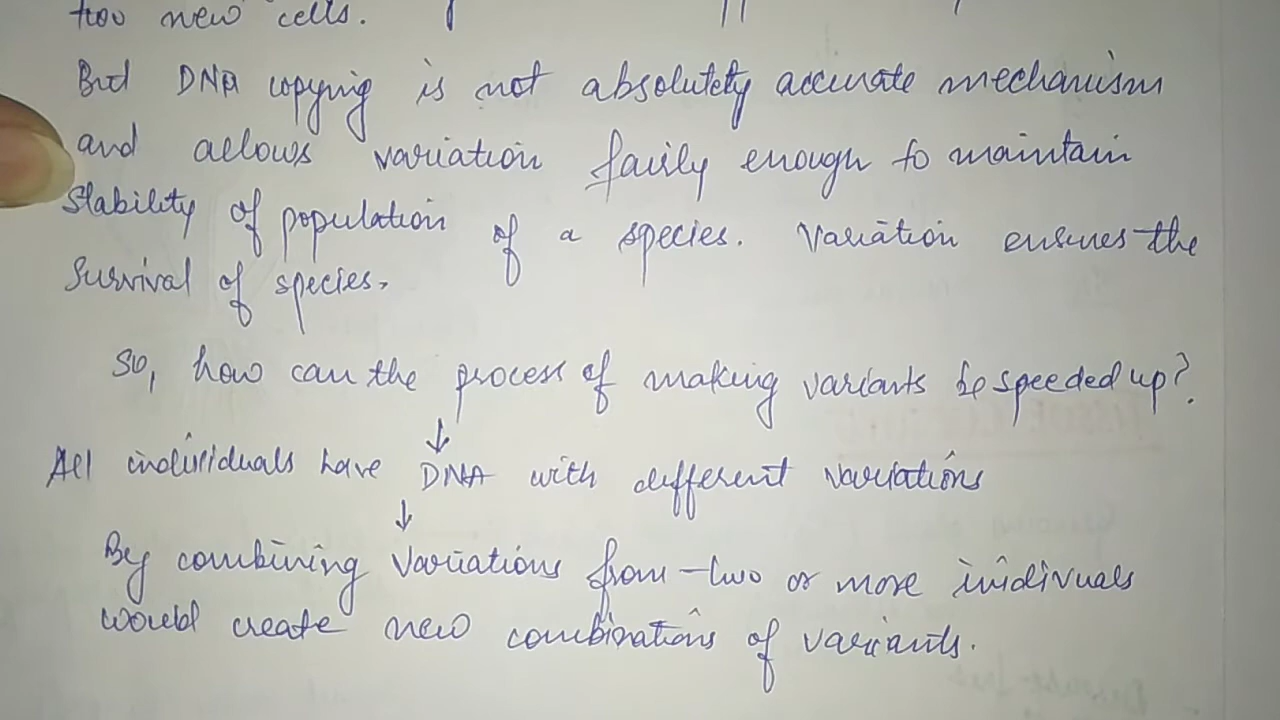 two new cells.
But DNA copying is not absolutely accurate mechanism
and allows variation fairly enough to maintain
Stability of population of a species. Variation ensures the
Survival of species.
So, how can the process of making variants be speeded up?
↓
All individuals have DNA with different variations
↓
By combining variations from two or more inidivuals
would create new combinations of variants.